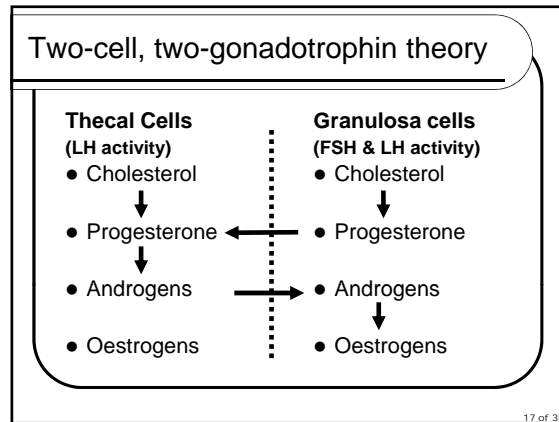 Two-cell, two-gonadotrophin theory
Thecal Cells
(LH activity)
● Cholesterol
● Progesterone
● Androgens
● Oestrogens
Granulosa cells
(FSH & LH activity)
● Cholesterol
● Progesterone
● Androgens
● Oestrogens
17 of 3